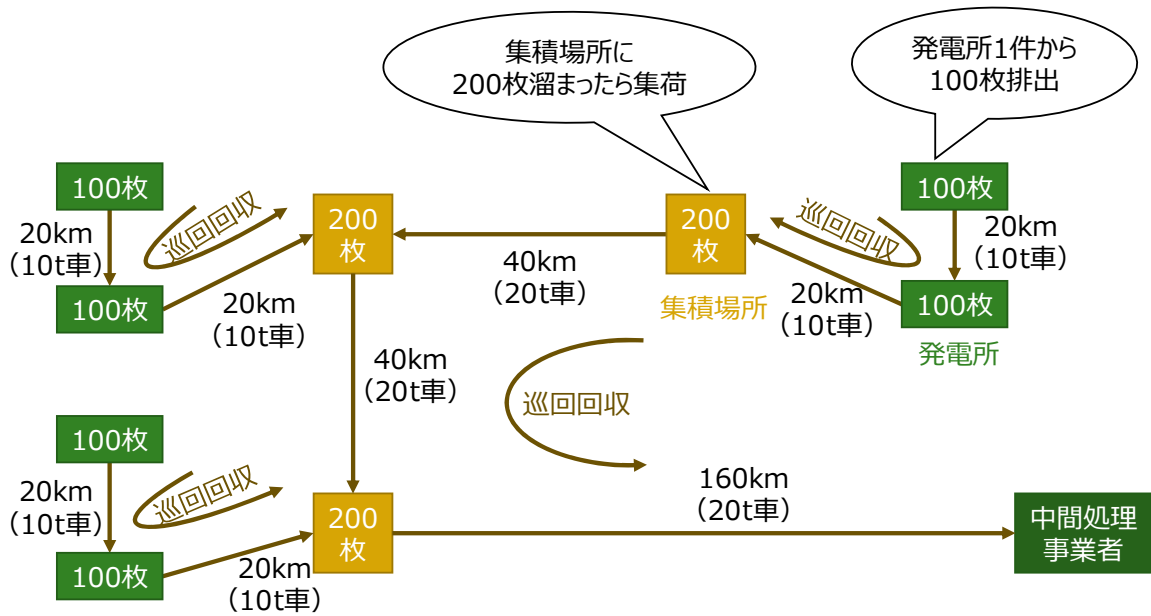 集積場所に
200枚溜まったら集荷
発電所1件から
100枚排出
100枚
巡回回収
200
枚
200
枚
巡回回収
100枚
20km
（10t車）
20km
（10t車）
40km
（20t車）
100枚
20km
（10t車）
集積場所
20km
（10t車）
100枚
発電所
40km
（20t車）
巡回回収
100枚
巡回回収
20km
（10t車）
160km
（20t車）
200
枚
中間処理
事業者
100枚
20km
（10t車）